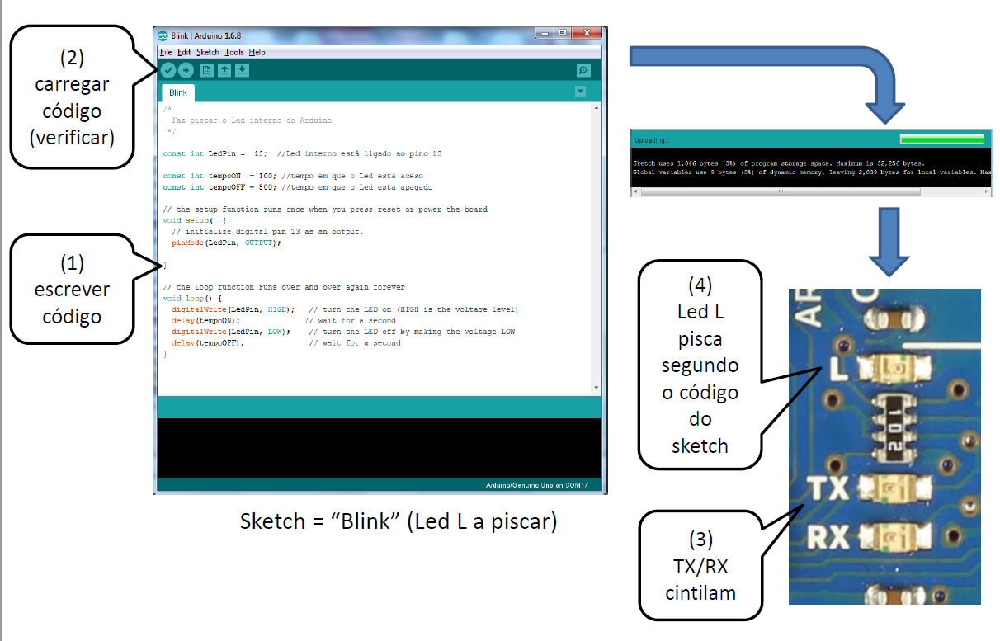 (2)
carregar
código
(verificar)
(1)
escrever
código
Blink | Arduino 1.6.8
File Edit Sketch Tools Help
Blink
/*
Faz piscar o Led interno do Arduino
*/
const int LedPin = 13; //Led interno está ligado ao pino 13
const int tempoON = 100; //tempo em que o Led está aceso
const int tempoOFF = 500; //tempo em que o Led está apagado
// the setup function runs once when you press reset or power the board
void setup() {
// initialize digital pin 13 as an output.
pinMode(LedPin, OUTPUT);
}
// the loop function runs over and over again forever
void loop() {
digitalWrite(LedPin, HIGH); // turn the LED on (HIGH is the voltage level)
delay(tempoON); // wait for a second
digitalWrite(LedPin, LOW); // turn the LED off by making the voltage LOW
delay(tempoOFF); // wait for a second
}
Arduino/Genuino Uno on COM17
Sketch = “Blink” (Led L a piscar)
Uploading...
Sketch uses 1,066 bytes (3%) of program storage space. Maximum is 32,256 bytes.
Global variables use 9 bytes (0%) of dynamic memory, leaving 2,039 bytes for local variables. Max
(4)
Led L
pisca
segundo
o código
do
sketch
(3)
TX/RX
cintilam
AR
L
102
TX
RX